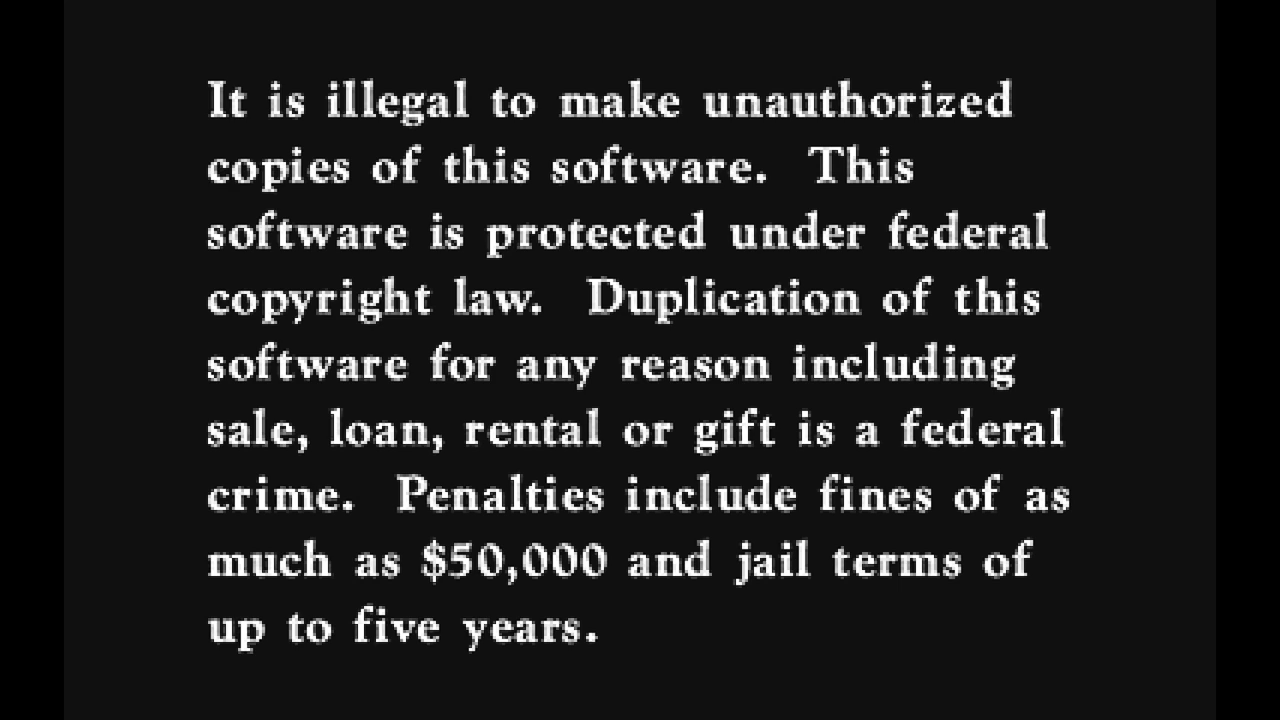 It is illegal to make unauthorized
copies of this software.  This
software is protected under federal
copyright law.  Duplication of this
software for any reason including
sale, loan, rental or gift is a federal
crime.  Penalties include fines of as
much as $50,000 and jail terms of
up to five years.